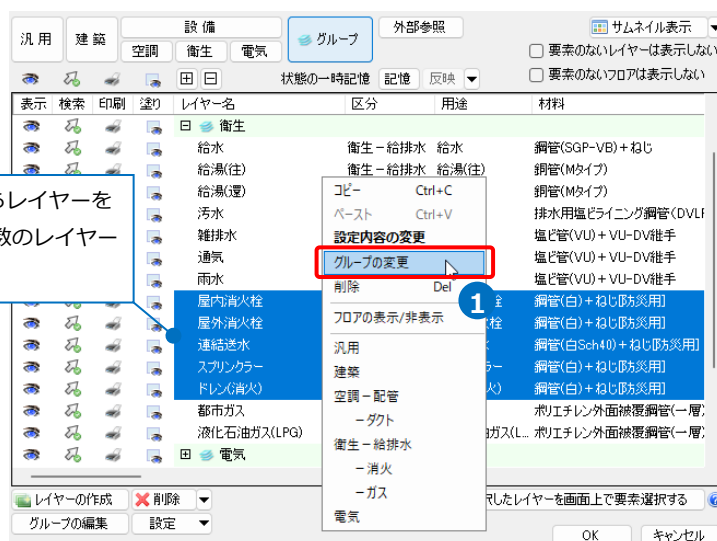 汎用 建築 設備 グループ 外部参照 サムネイル表示
空調 衛生 電気 要素のないレイヤーは表示しない
状態の一時記憶 記憶 反映 要素のないフロアは表示しない
表示 検索 印刷 塗り レイヤー名 区分 用途 材料
衛生
給水 衛生-給排水 給水 鋼管(SGP-VB)+ねじ
給湯(往) 衛生-給排水 給湯(往) 銅管(Mタイプ)
給湯(還) 銅管(Mタイプ)
汚水 排水用塩ビライニング鋼管(DVLF
雑排水 塩ビ管(VU)+VU-DV継手
通気 塩ビ管(VU)+VU-DV継手
雨水 塩ビ管(VU)+VU-DV継手
屋内消火栓 栓 鋼管(白)+ねじ[防災用]
屋外消火栓 栓 鋼管(白)+ねじ[防災用]
連結送水 鋼管(白Sch40)+ねじ[防災用]
スプリンクラー ラー 鋼管(白)+ねじ[防災用]
ドレン(消火) 火) 鋼管(白)+ねじ[防災用]
都市ガス ポリエチレン外面被覆鋼管(一層)
液化石油ガス(LPG) ガス(L... ポリエチレン外面被覆鋼管(一層)
電気
るレイヤーを
数のレイヤー
コピー Ctrl+C
ペースト Ctrl+V
設定内容の変更
グループの変更
削除 Del
1
フロアの表示/非表示
汎用
建築
空調-配管
-ダクト
衛生-給排水
-消火
-ガス
電気
レイヤーの作成 削除 択したレイヤーを画面上で要素選択する
グループの編集 設定
OK キャンセル